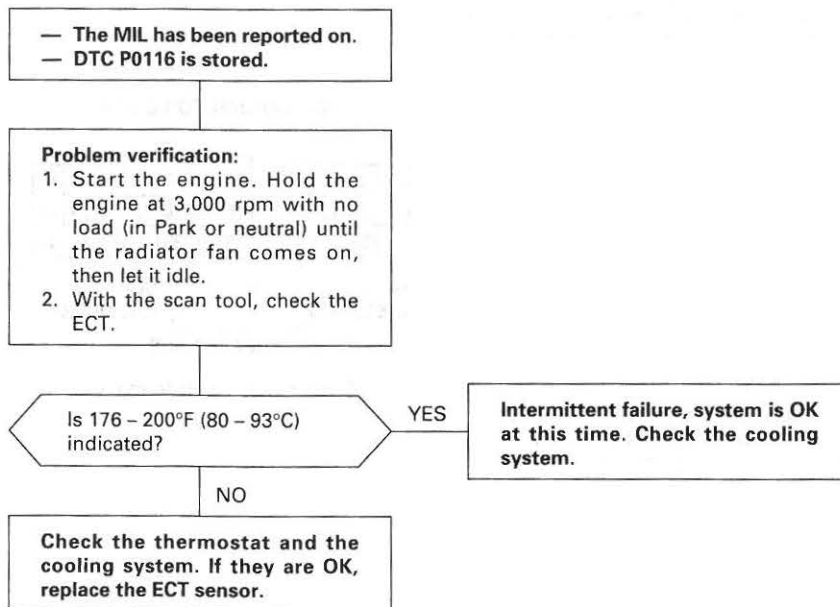 — The MIL has been reported on.
— DTC P0116 is stored.
Problem verification:
1. Start the engine. Hold the
engine at 3,000 rpm with no
load (in Park or neutral) until
the radiator fan comes on,
then let it idle.
2. With the scan tool, check the
ECT.
Is 176 – 200°F (80 – 93°C)
indicated?
YES
Intermittent failure, system is OK
at this time. Check the cooling
system.
NO
Check the thermostat and the
cooling system. If they are OK,
replace the ECT sensor.